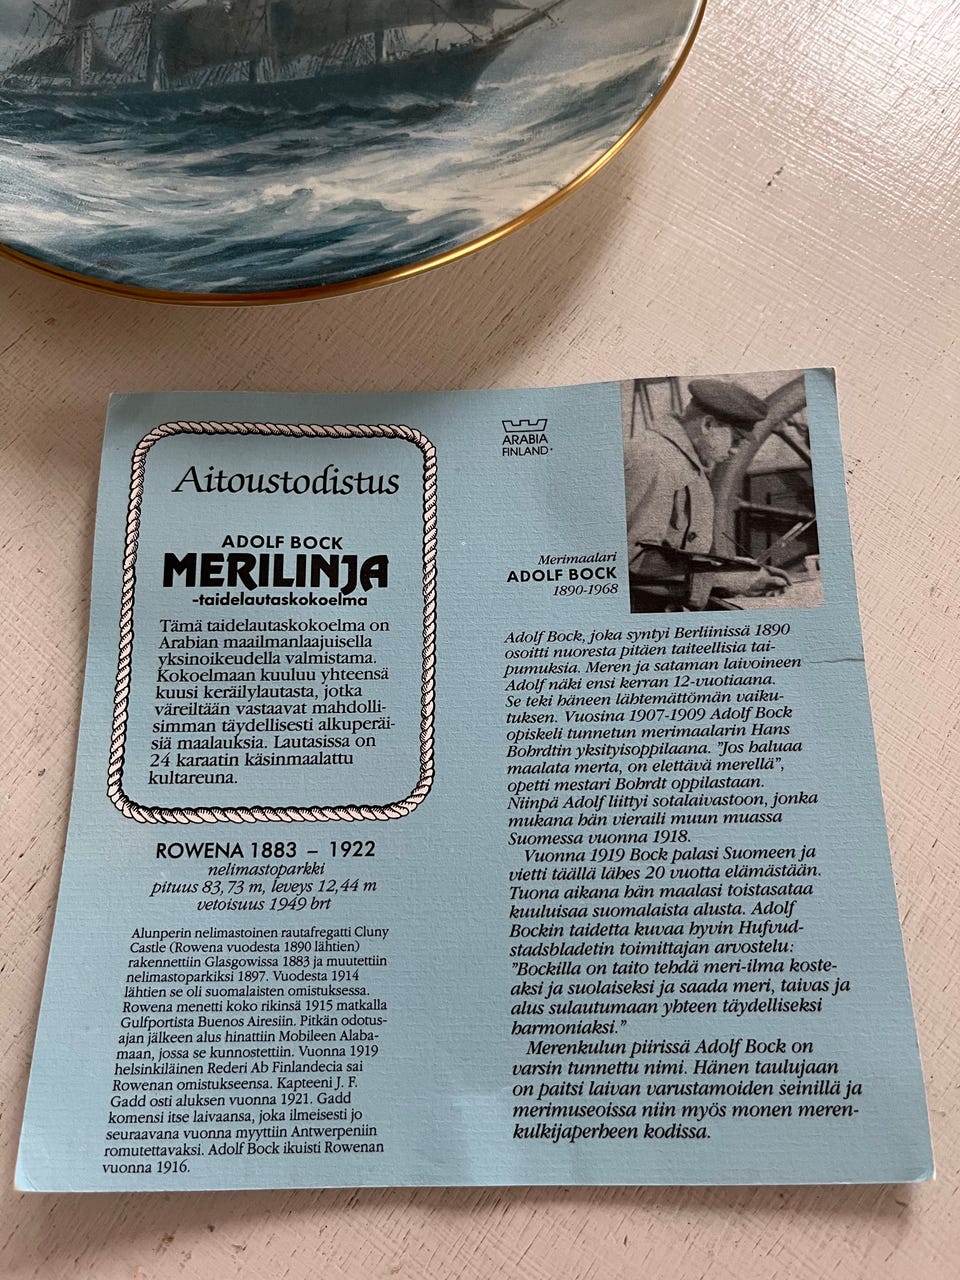 Aitoustodistus
ADOLF BOCK
MERILINJA
-taidelautaskokoelma
Tämä taidelautaskokoelma on
Arabian maailmanlaajuisella
yksinoikeudella valmistama.
Kokoelmaan kuuluu yhteensä
kuusi keräilylautasta, jotka
väreiltään vastaavat mahdolli-
simman täydellisesti alkuperäi-
siä maalauksia. Lautasissa on
24 karaatin käsinmaalattu
kultareuna.
ROWENA 1883 – 1922
nelimastoparkki
pituus 83,73 m, leveys 12,44 m
vetoisuus 1949 brt
Alunperin nelimastoinen rautafregatti Cluny
Castle (Rowena vuodesta 1890 lähtien)
rakennettiin Glasgowissa 1883 ja muutettiin
nelimastoparkiksi 1897. Vuodesta 1914
lähtien se oli suomalaisten omistuksessa.
Rowena menetti koko rikinsä 1915 matkalla
Gulfportista Buenos Airesiin. Pitkän odotus-
ajan jälkeen alus hinattiin Mobileen Alaba-
maan, jossa se kunnostettiin. Vuonna 1919
helsinkiläinen Rederi Ab Finlandecia sai
Rowenan omistukseensa. Kapteeni J. F.
Gadd osti aluksen vuonna 1921. Gadd
komensi itse laivaansa, joka ilmeisesti jo
seuraavana vuonna myyttiin Antwerpeniin
romutettavaksi. Adolf Bock ikuisti Rowenan
vuonna 1916.
ARABIA
FINLAND
Merimaalari
ADOLF BOCK
1890-1968
Adolf Bock, joka syntyi Berliinissä 1890
osoitti nuoresta pitäen taiteellisia tai-
pumuksia. Meren ja sataman laivoineen
Adolf näki ensi kerran 12-vuotiaana.
Se teki häneen lähtemättömän vaiku-
tuksen. Vuosina 1907-1909 Adolf Bock
opiskeli tunnetun merimaalarin Hans
Bohrdtin yksityisoppilaana. "Jos haluaa
maalata merta, on elettävä merellä",
opetti mestari Bohrdt oppilastaan.
Niinpä Adolf liittyi sotalaivastoon, jonka
mukana hän vieraili muun muassa
Suomessa vuonna 1918.
Vuonna 1919 Bock palasi Suomeen ja
vietti täällä lähes 20 vuotta elämästään.
Tuona aikana hän maalasi toistasataa
kuuluisaa suomalaista alusta. Adolf
Bockin taidetta kuvaa hyvin Hufvud-
stadsbladetin toimittajan arvostelu:
"Bockilla on taito tehdä meri-ilma koste-
aksi ja suolaiseksi ja saada meri, taivas ja
alus sulautumaan yhteen täydelliseksi
harmoniaksi."
Merenkulun piirissä Adolf Bock on
varsin tunnettu nimi. Hänen taulujaan
on paitsi laivan varustamoiden seinillä ja
merimuseoissa niin myös monen meren-
kulkijaperheen kodissa.